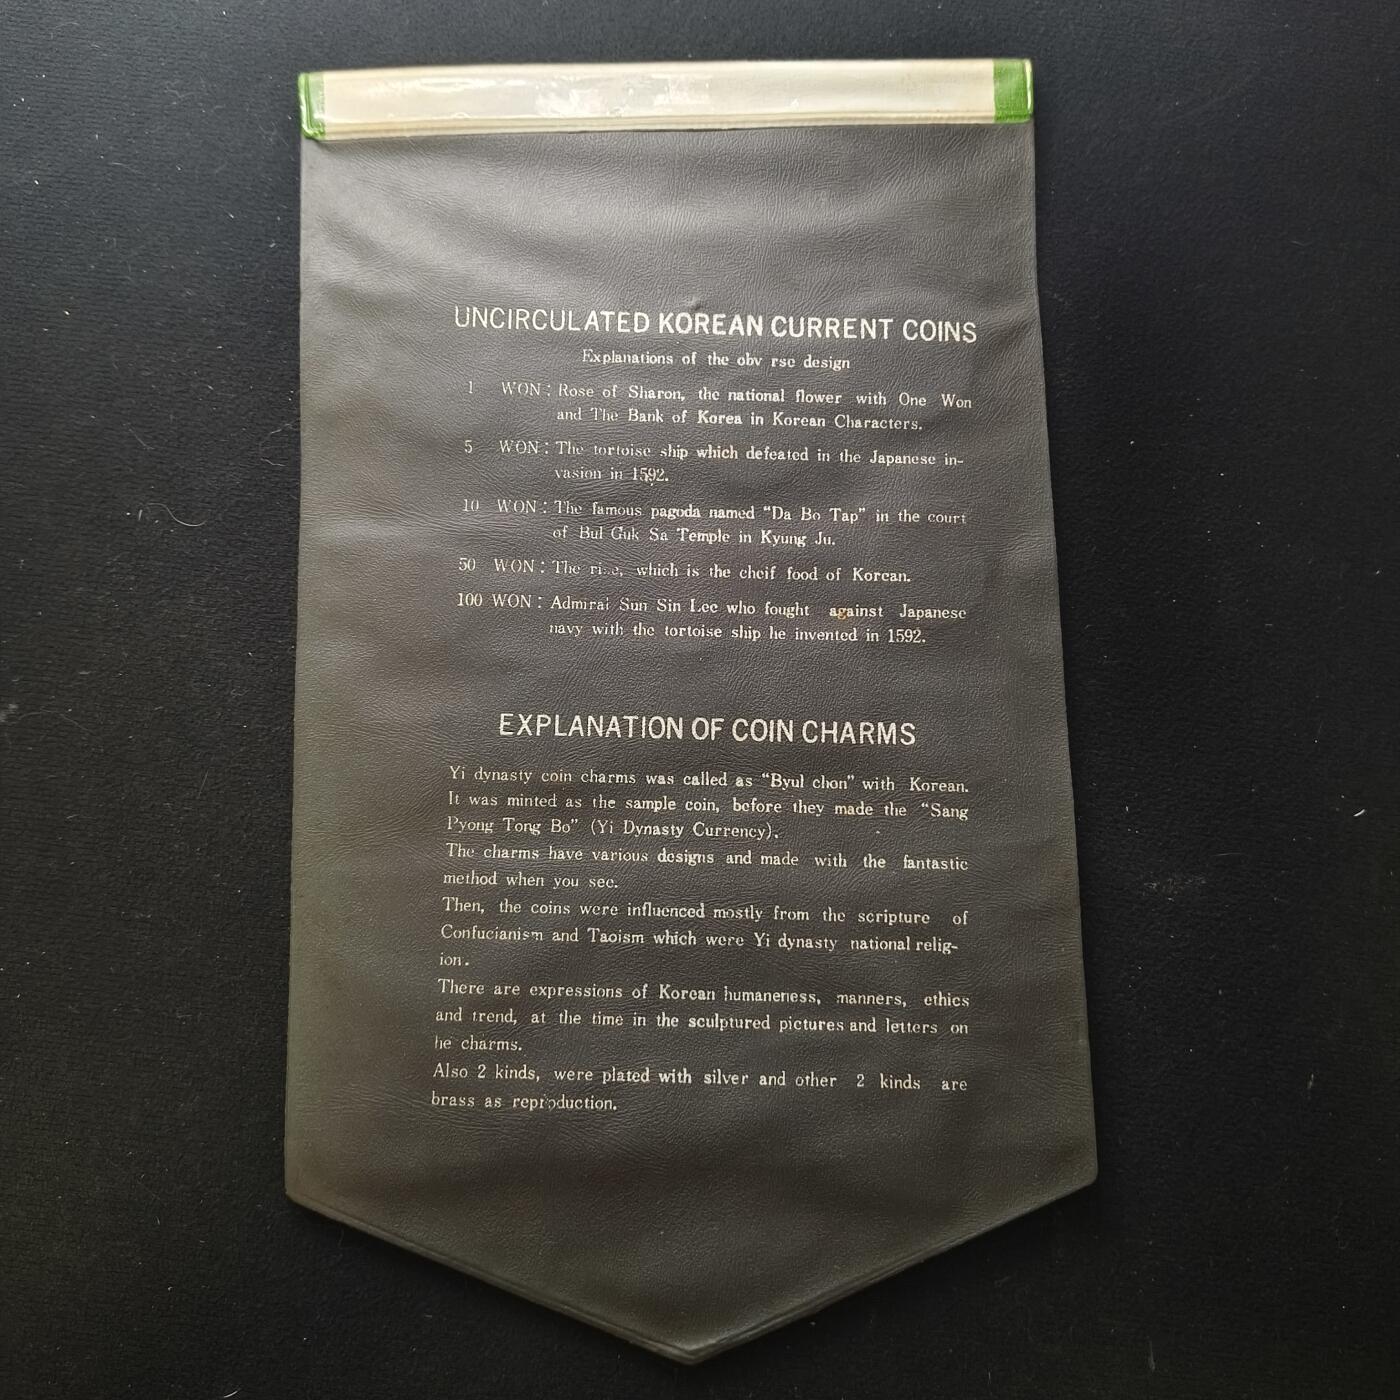 UNCIRCULATED KOREAN CURRENT COINS
Explanations of the obv rse design
1 WON : Rose of Sharon, the national flower with One Won
and The Bank of Korea in Korean Characters.
5 WON : The tortoise ship which defeated in the Japanese in-
vasion in 1592.
10 WON : The famous pagoda named "Da Bo Tap" in the court
of Bul Guk Sa Temple in Kyung Ju.
50 WON : The rise, which is the cheif food of Korean.
100 WON : Admiral Sun Sin Lee who fought against Japanese
navy with the tortoise ship he invented in 1592.
EXPLANATION OF COIN CHARMS
Yi dynasty coin charms was called as "Byul chon" with Korean.
It was minted as the sample coin, before they made the "Sang
Pyong Tong Bo" (Yi Dynasty Currency).
The charms have various designs and made with the fantastic
method when you see.
Then, the coins were influenced mostly from the scripture of
Confucianism and Taoism which were Yi dynasty national relig-
ion.
There are expressions of Korean humaneness, manners, ethics
and trend, at the time in the sculptured pictures and letters on
he charms.
Also 2 kinds, were plated with silver and other 2 kinds are
brass as reproduction.